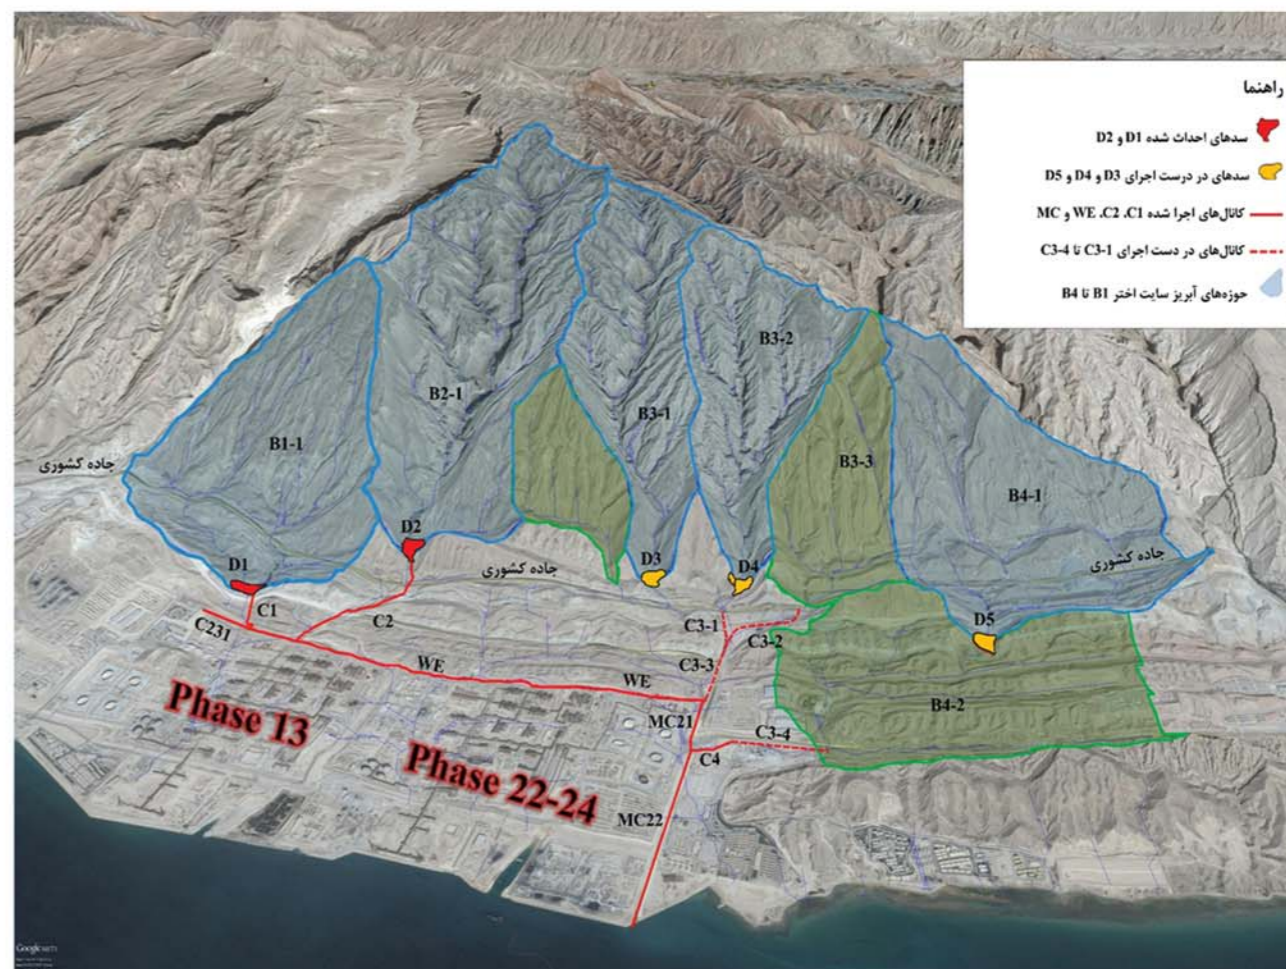 راهنما
سدهای احداث شده D1 و D2
سدهای در درست اجرای D3 و D4 و D5
کانال‌های اجرا شده C1، C2، WE و MC
کانال‌های در دست اجرای C3-1 تا C3-4
حوزه‌های آبریز سایت اختر B1 تا B4
B3-2
B2-1
B3-1
B1-1
B3-3
B4-1
جاده کشوری
D2
D3
D4
جاده کشوری
D1
جاده کشوری
C1
C2
C3-1
C3-2
D5
C231
WE
C3-3
WE
B4-2
Phase 13
MC21
C3-4
C4
Phase 22-24
MC22
Google